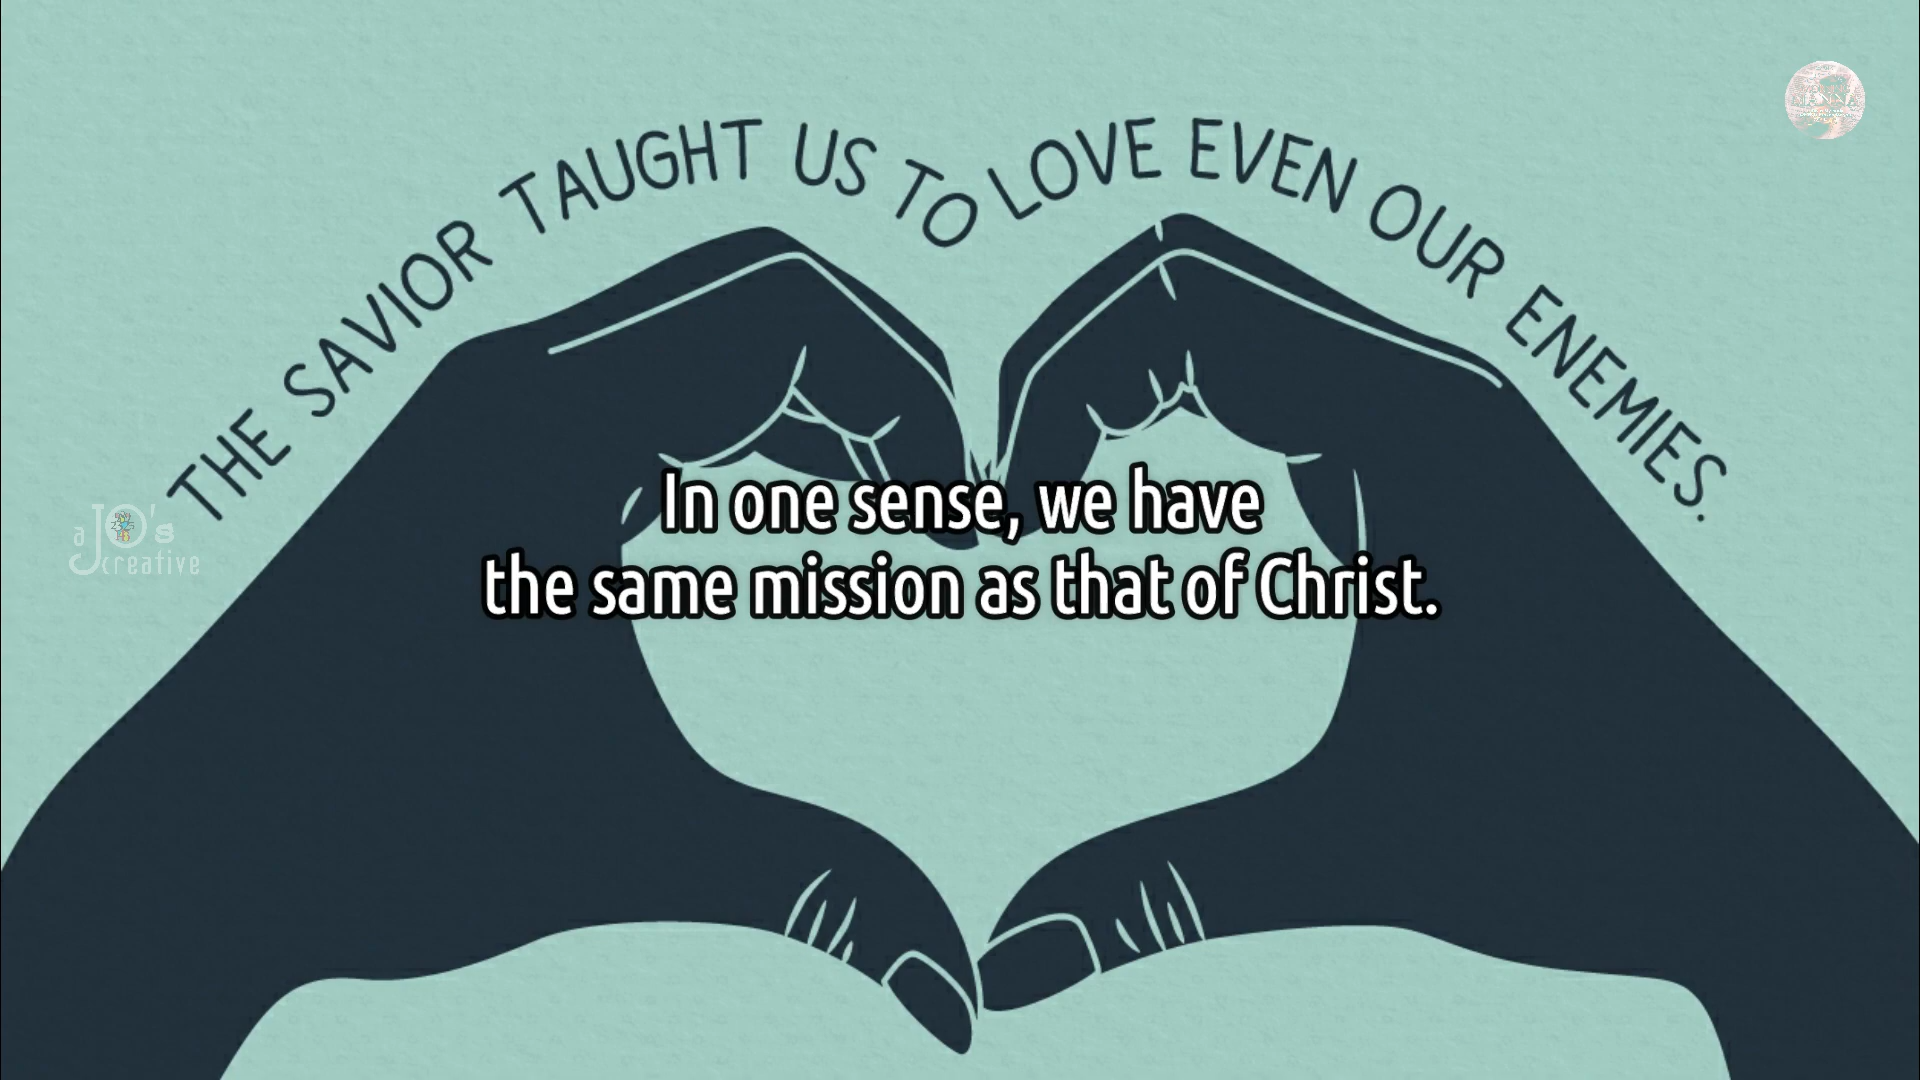 THE SAVIOR TAUGHT US TO LOVE EVEN OUR ENEMIES.
In one sense, we have
the same mission as that of Christ.
a JO's
creative
MANNA